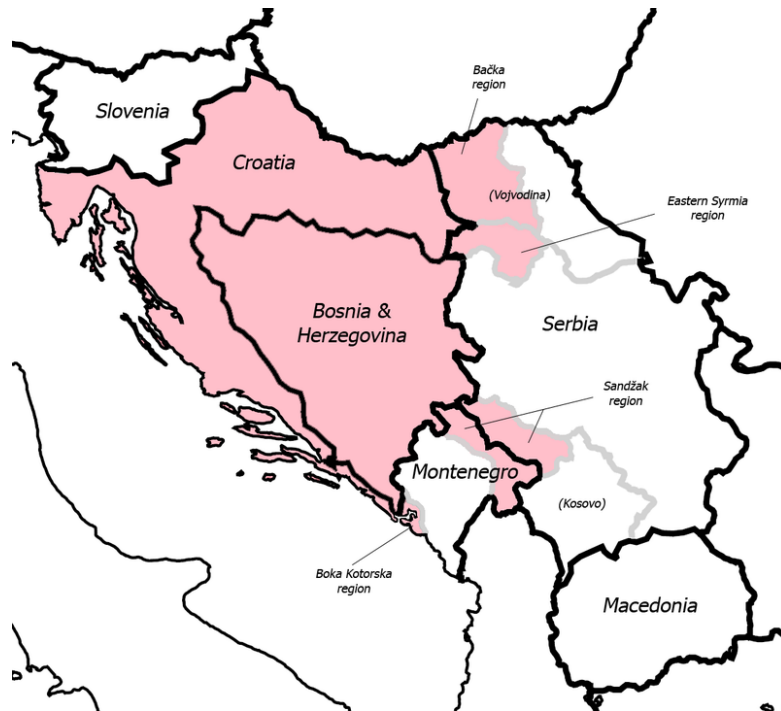 Bačka
region
Slovenia
Croatia
(Vojvodina)
Eastern Syrmia
region
Bosnia &
Herzegovina
Serbia
Sandžak
region
Montenegro
(Kosovo)
Boka Kotorska
region
Macedonia